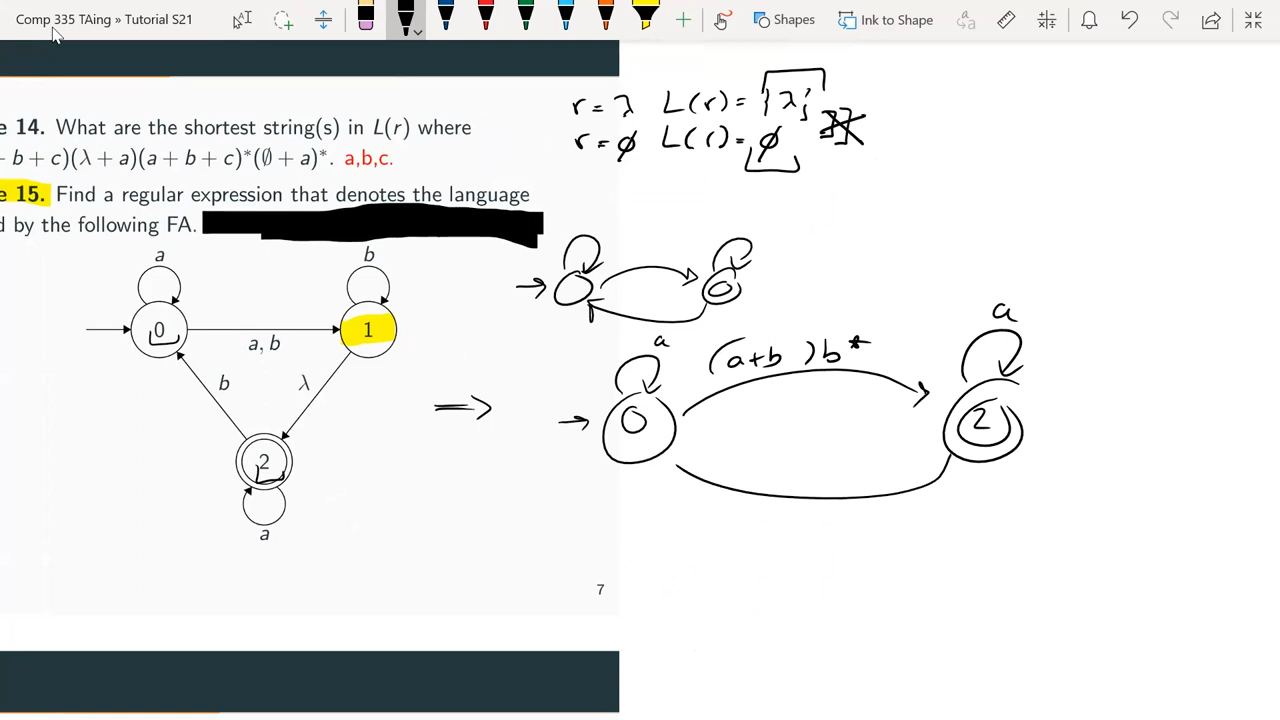 Comp 335 TAing » Tutorial S21
Shapes
Ink to Shape
e 14. What are the shortest string(s) in L(r) where
- b + c)(λ + a)(a + b + c)*(∅ + a)*. a,b,c.
e 15. Find a regular expression that denotes the language
d by the following FA.
a
b
0
1
a, b
b
λ
2
a
7
r = λ L(r) = {λ}
r = ϕ L(r) = ϕ
a
(a+b)b*
a
0
2
⇒